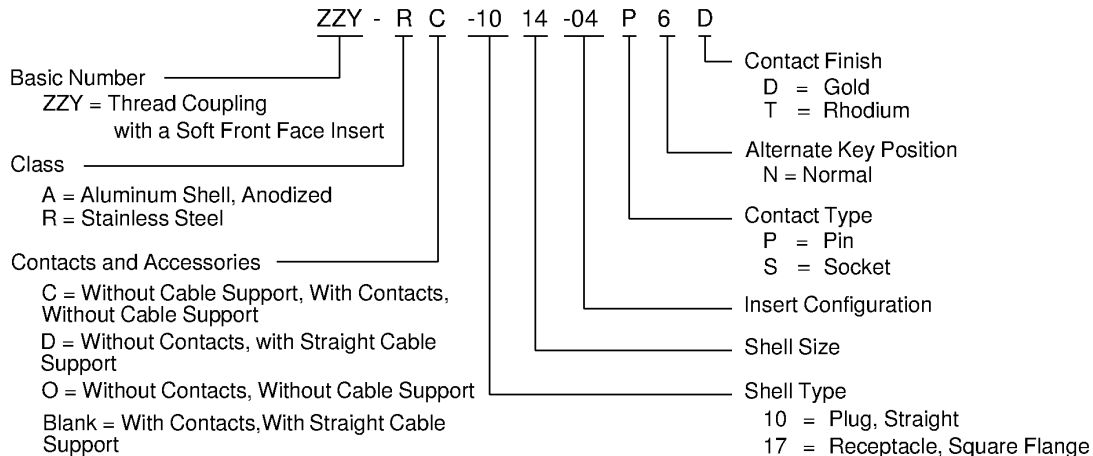 ZZY - R C -10 14 -04 P 6 D
Basic Number
ZZY = Thread Coupling
with a Soft Front Face Insert
Class
A = Aluminum Shell, Anodized
R = Stainless Steel
Contacts and Accessories
C = Without Cable Support, With Contacts,
Without Cable Support
D = Without Contacts, with Straight Cable
Support
O = Without Contacts, Without Cable Support
Blank = With Contacts,With Straight Cable
Support
Contact Finish
D = Gold
T = Rhodium
Alternate Key Position
N = Normal
Contact Type
P = Pin
S = Socket
Insert Configuration
Shell Size
Shell Type
10 = Plug, Straight
17 = Receptacle, Square Flange